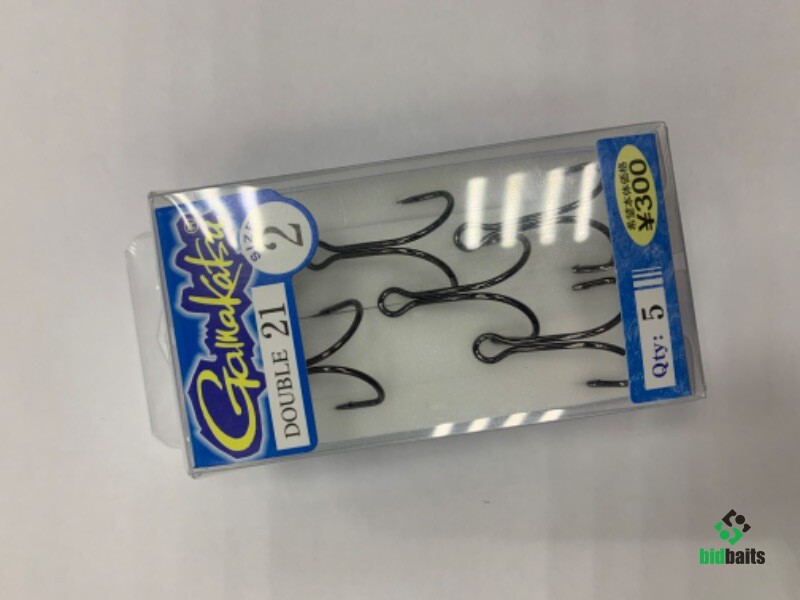 Gamakatsu®
SIZE
2
DOUBLE 21
希望本体価格
¥300
Qty: 5
bidbaits